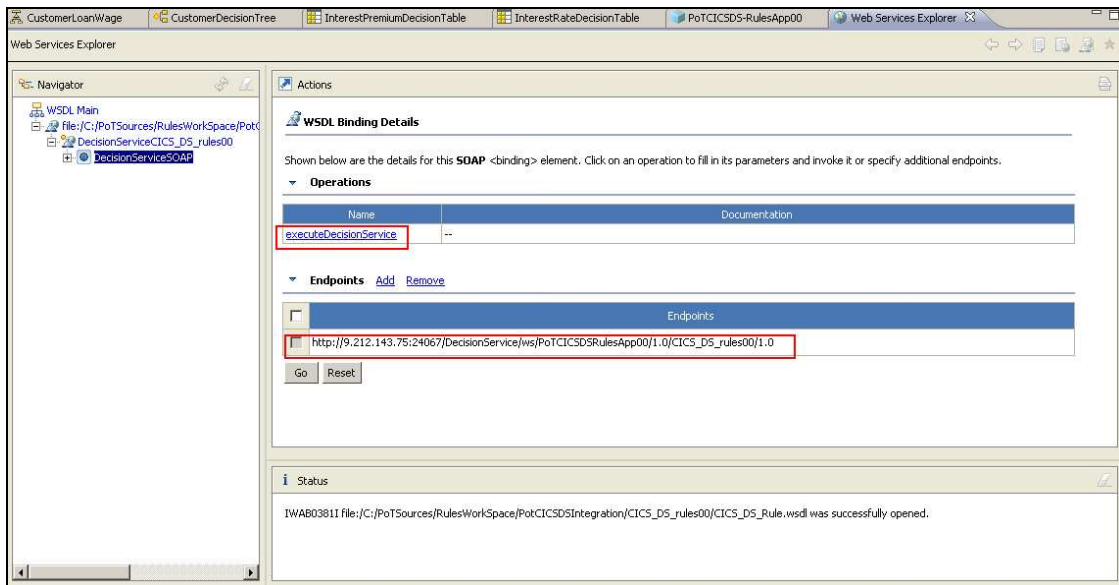 CustomerLoanWage CustomerDecisionTree InterestPremiumDecisionTable InterestRateDecisionTable PoTCICSDS-RulesApp00 Web Services Explorer
Web Services Explorer
Navigator
WSDL Main
file:/C:/PoTSources/RulesWorkSpace/Pot
DecisionServiceCICS_DS_rules00
DecisionServiceSOAP
Actions
WSDL Binding Details
Shown below are the details for this SOAP <binding> element. Click on an operation to fill in its parameters and invoke it or specify additional endpoints.
Operations
Name Documentation
executeDecisionService --
Endpoints Add Remove
Endpoints
http://9.212.143.75:24067/DecisionService/ws/PoTCICSDSRulesApp00/1.0/CICS_DS_rules00/1.0
Go Reset
i Status
IWAB0381I file:/C:/PoTSources/RulesWorkSpace/PotCICSDSIntegration/CICS_DS_rules00/CICS_DS_Rule.wsdl was successfully opened.